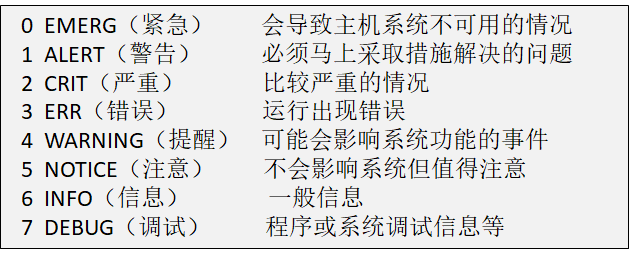 0 EMERG（紧急） 会导致主机系统不可用的情况
1 ALERT（警告） 必须马上采取措施解决的问题
2 CRIT（严重） 比较严重的情况
3 ERR（错误） 运行出现错误
4 WARNING（提醒） 可能会影响系统功能的事件
5 NOTICE（注意） 不会影响系统但值得注意
6 INFO（信息） 一般信息
7 DEBUG（调试） 程序或系统调试信息等